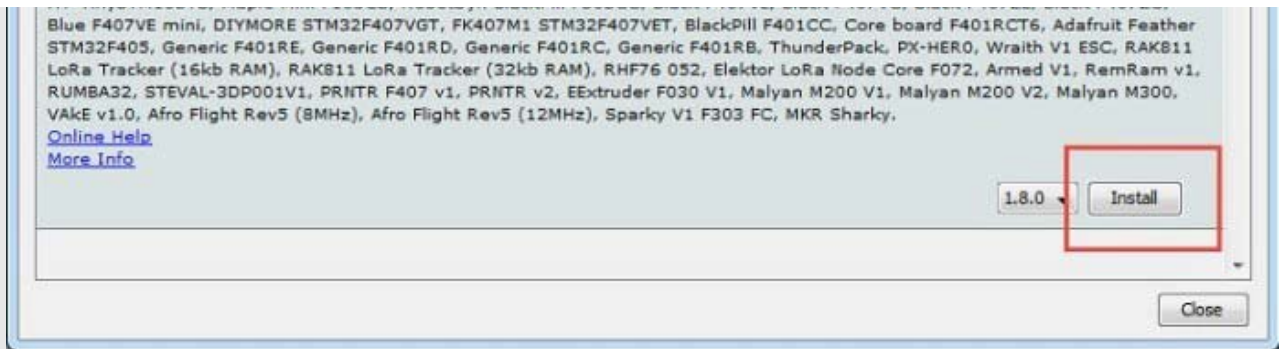 Blue F407VE mini, DIYMORE STM32F407VGT, FK407M1 STM32F407VET, BlackPill F401CC, Core board F401RCT6, Adafruit Feather
STM32F405, Generic F401RE, Generic F401RD, Generic F401RC, Generic F401RB, ThunderPack, PX-HER0, Wraith V1 ESC, RAK811
LoRa Tracker (16kb RAM), RAK811 LoRa Tracker (32kb RAM), RHF76 052, Elektor LoRa Node Core F072, Armed V1, RemRam v1,
RUMBA32, STEVAL-3DP001V1, PRNTR F407 v1, PRNTR v2, EExtruder F030 V1, Malyan M200 V1, Malyan M200 V2, Malyan M300,
VAkE v1.0, Afro Flight Rev5 (8MHz), Afro Flight Rev5 (12MHz), Sparky V1 F303 FC, MKR Sharky.
Online Help
More Info
1.8.0 Install
Close